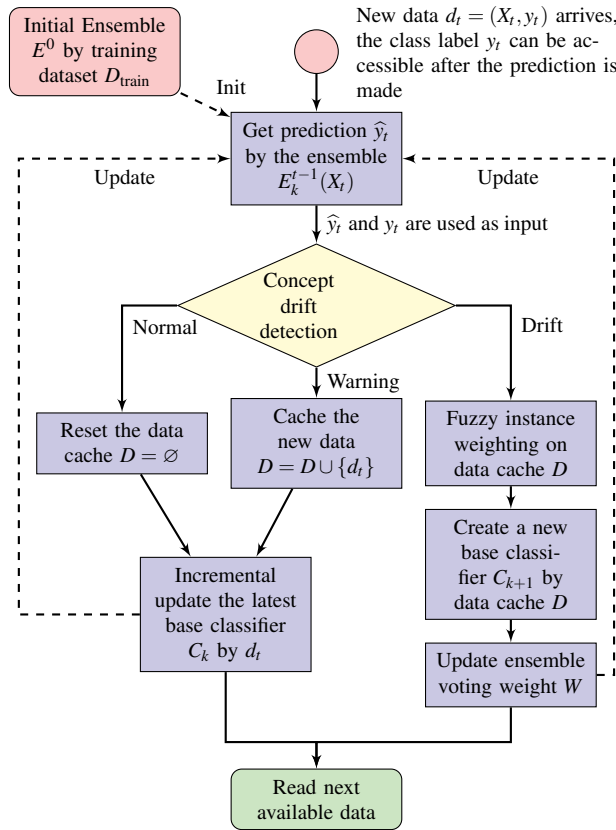 Initial Ensemble
E^0 by training
dataset D_train
New data d_t = (X_t, y_t) arrives,
the class label y_t can be ac-
cessible after the prediction is
made
Init
Get prediction ŷ_t
by the ensemble
E_k^{t−1}(X_t)
Update
Update
ŷ_t and y_t are used as input
Concept
drift
detection
Normal
Drift
Warning
Reset the data
cache D = ∅
Cache the
new data
D = D ∪ {d_t}
Fuzzy instance
weighting on
data cache D
Create a new
base classi-
fier C_{k+1} by
data cache D
Incremental
update the latest
base classifier
C_k by d_t
Update ensemble
voting weight W
Read next
available data